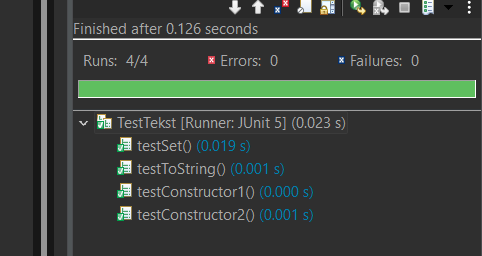 Finished after 0.126 seconds
Runs: 4/4 Errors: 0 Failures: 0
TestTekst [Runner: JUnit 5] (0.023 s)
testSet() (0.019 s)
testToString() (0.001 s)
testConstructor1() (0.000 s)
testConstructor2() (0.001 s)